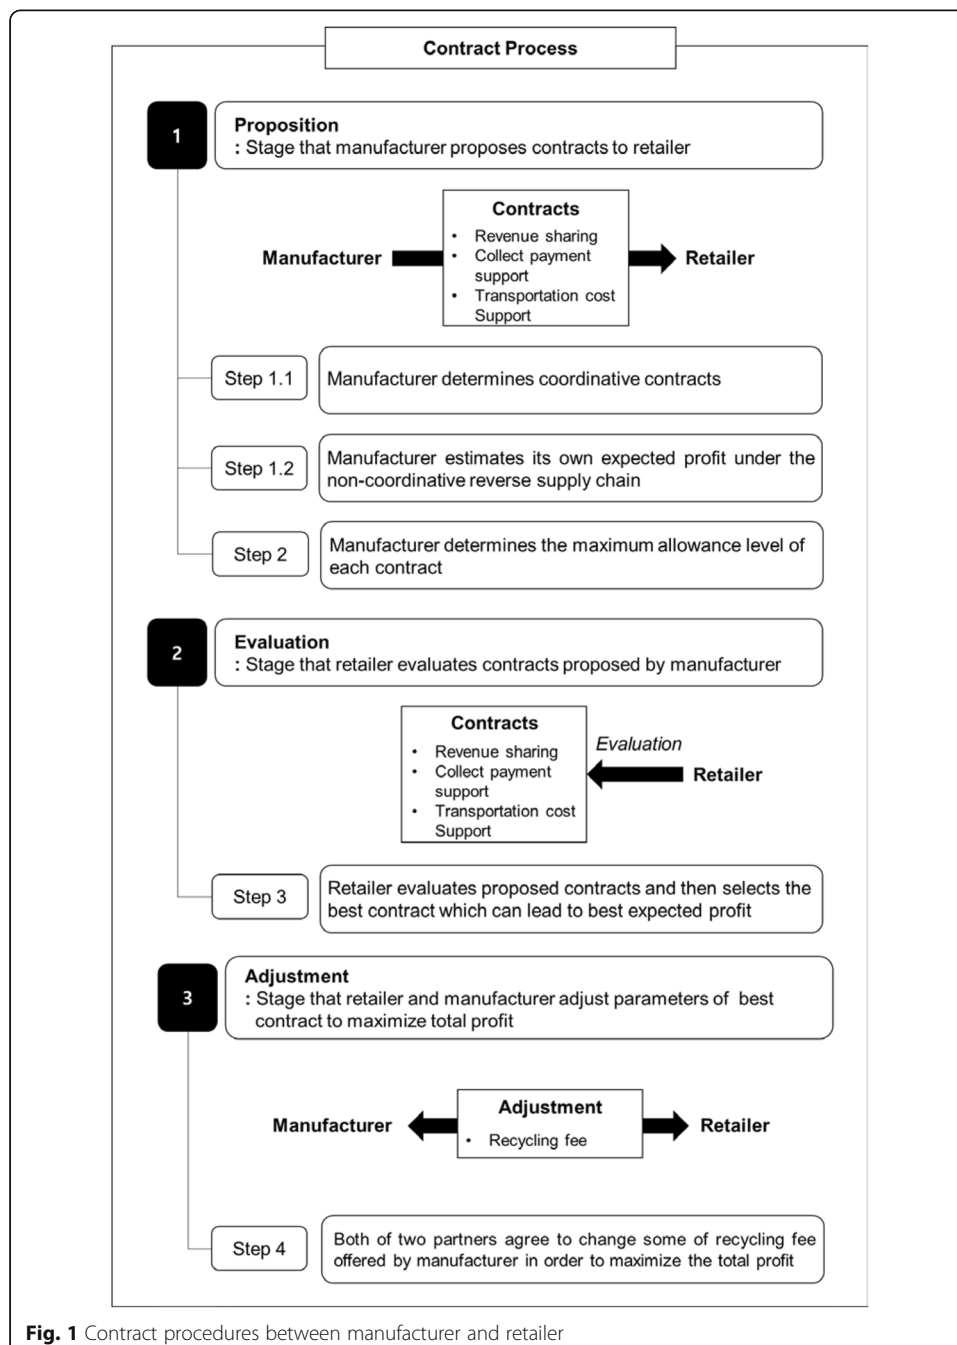 Contract Process
1
Proposition
: Stage that manufacturer proposes contracts to retailer
Contracts
• Revenue sharing
• Collect payment
support
• Transportation cost
Support
Manufacturer
Retailer
Step 1.1
Manufacturer determines coordinative contracts
Step 1.2
Manufacturer estimates its own expected profit under the
non-coordinative reverse supply chain
Step 2
Manufacturer determines the maximum allowance level of
each contract
2
Evaluation
: Stage that retailer evaluates contracts proposed by manufacturer
Contracts
• Revenue sharing
• Collect payment
support
• Transportation cost
Support
Evaluation
Retailer
Step 3
Retailer evaluates proposed contracts and then selects the
best contract which can lead to best expected profit
3
Adjustment
: Stage that retailer and manufacturer adjust parameters of best
contract to maximize total profit
Manufacturer
Adjustment
• Recycling fee
Retailer
Step 4
Both of two partners agree to change some of recycling fee
offered by manufacturer in order to maximize the total profit
Fig. 1 Contract procedures between manufacturer and retailer